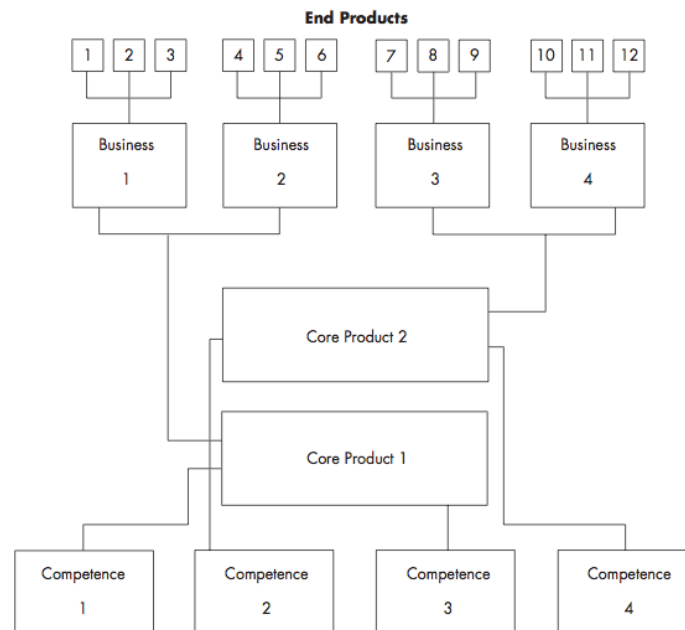 End Products
1 2 3 4 5 6 7 8 9 10 11 12
Business Business Business Business
1 2 3 4
Core Product 2
Core Product 1
Competence Competence Competence Competence
1 2 3 4